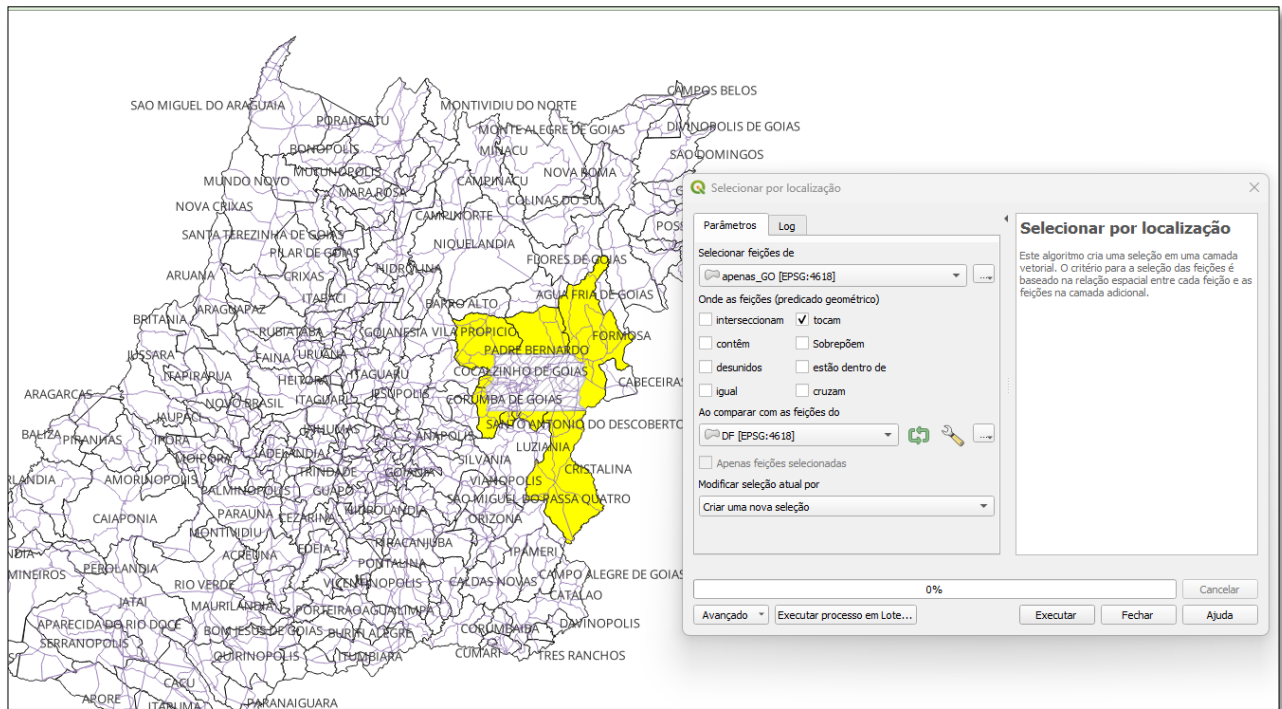 CAMPOS BELOS
SAO MIGUEL DO ARAGUAIA
MONTIVIDIU DO NORTE
PORANGATU
MONTE ALEGRE DE GOIAS
DIVINOPOLIS DE GOIAS
BONOPOLIS
MINACU
SAO DOMINGOS
MUTUNOPOLIS
NOVA ROMA
MUNDO NOVO
MARA ROSA
CAMPINACU
NOVA CRIXAS
COLINAS DO SUL
CAMPINORTE
SANTA TEREZINHA DE GOIAS
NIQUELANDIA
PILAR DE GOIAS
FLORES DE GOIAS
ARUANA
CRIXAS
HIDROLINA
ITAPACI
AGUA FRIA DE GOIAS
ARAGUAPAZ
BARRO ALTO
BRITANIA
RUBIATABA
GOIANESIA
VILA PROPICIO
FORMOSA
JUSSARA
FAINA
URUANA
PADRE BERNARDO
ITAPIRAPUA
HEITORAI
ITAGUARU
COCALZINHO DE GOIAS
CABECEIRAS
ARAGARCAS
NOVO BRASIL
ITAGUARI
JESUPOLIS
CORUMBA DE GOIAS
JAUPACI
INHUMAS
ANAPOLIS
SANTO ANTONIO DO DESCOBERTO
BALIZA
PIRANHAS
IPORA
ADELANDIA
LUZIANIA
MOIPORA
TRINDADE
GOIANIA
SILVANIA
CRISTALINA
RLANDIA
AMORINOPOLIS
PALMINOPOLIS
GUAPO
VIANOPOLIS
SAO MIGUEL DO PASSA QUATRO
CAIAPONIA
PARAUNA
CEZARINA
HIDROLANDIA
ORIZONA
MONTIVIDIU
PIRACANJUBA
NDIA
ACREUNA
EDEIA
IPAMERI
MINEIROS
PEROLANDIA
PONTALINA
RIO VERDE
VICENTINOPOLIS
CALDAS NOVAS
CAMPO ALEGRE DE GOIAS
JATAI
MAURILANDIA
PORTEIRAO
AGUA LIMPA
CATALAO
APARECIDA DO RIO DOCE
BOM JESUS DE GOIAS
BURITI ALEGRE
CORUMBAIBA
DAVINOPOLIS
SERRANOPOLIS
QUIRINOPOLIS
ITUMBIARA
CUMARI
TRES RANCHOS
CACU
APORE
ITARUMA
PARANAIGUARA
POSS
Selecionar por localização
Parâmetros
Log
Selecionar feições de
apenas_GO [EPSG:4618]
...
Onde as feições (predicado geométrico)
interseccionam
tocam
contêm
Sobrepõem
desunidos
estão dentro de
igual
cruzam
Ao comparar com as feições do
DF [EPSG:4618]
...
Apenas feições selecionadas
Modificar seleção atual por
Criar uma nova seleção
Selecionar por localização
Este algoritmo cria uma seleção em uma camada
vetorial. O critério para a seleção das feições é
baseado na relação espacial entre cada feição e as
feições na camada adicional.
0%
Cancelar
Avançado
Executar processo em Lote...
Executar
Fechar
Ajuda